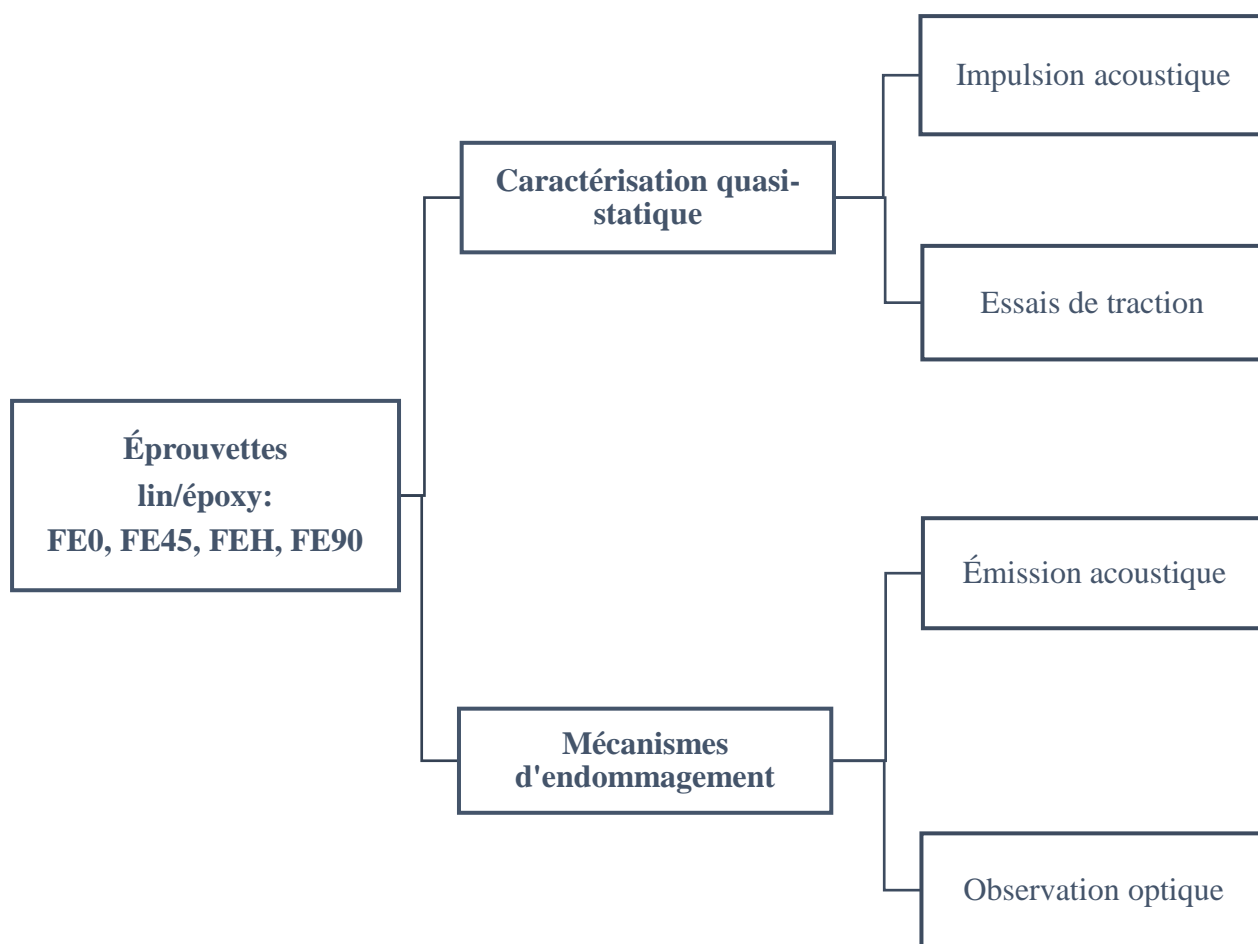 Impulsion acoustique
Caractérisation quasi-
statique
Essais de traction
Éprouvettes
lin/époxy:
FE0, FE45, FEH, FE90
Émission acoustique
Mécanismes
d'endommagement
Observation optique